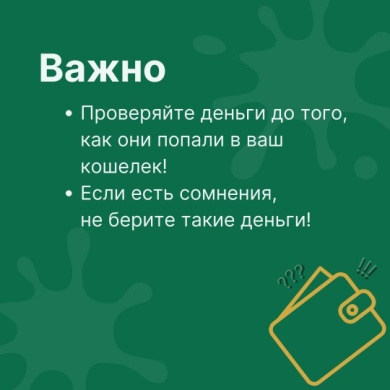 Важно
• Проверяйте деньги до того,
как они попали в ваш
кошелек!
• Если есть сомнения,
не берите такие деньги!
??? !!!